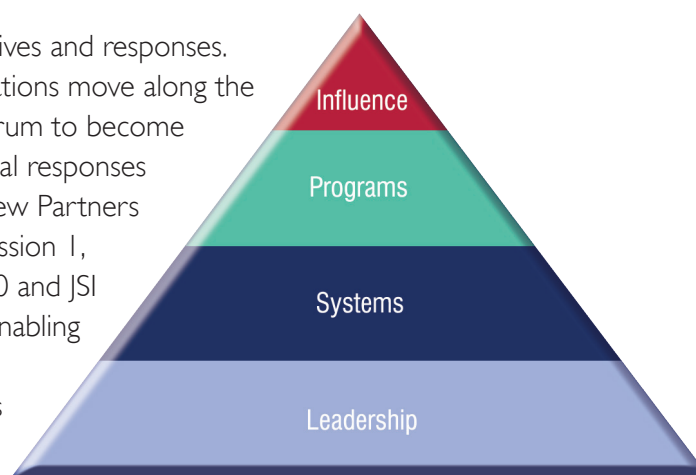 ives and responses.
ations move along the
rum to become
al responses
ew Partners
ssion 1,
0 and JSI
nabling
s
Influence
Programs
Systems
Leadership